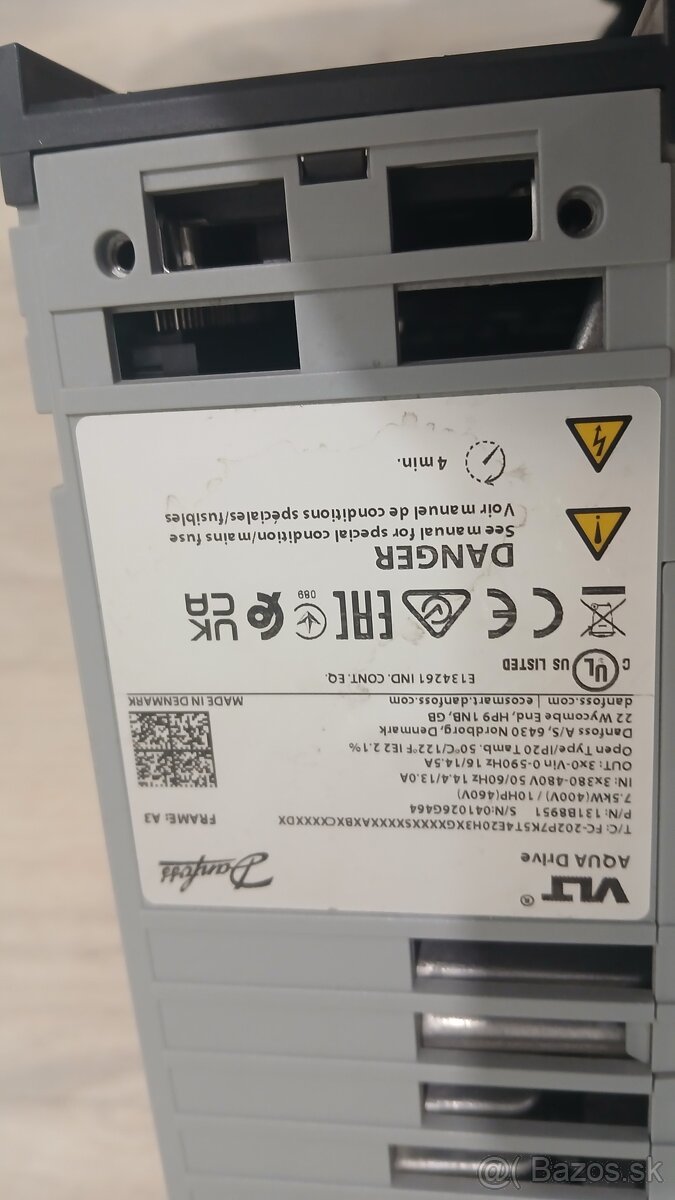 VLT®
AQUA Drive
Danfoss
T/C: FC-202P7K5T4E20H3XGXXXXSXXXXAXBXCXXXXDX
P/N: 131B8951 S/N:041026G464
7.5kW(400V) / 10HP(460V)
FRAME: A3
IN: 3x380-480V 50/60Hz 14.4/13.0A
OUT: 3x0-Vin 0-590Hz 16/14.5A
Open Type/IP20 Tamb. 50°C/122°F IE2 2.1%
Danfoss A/S, 6430 Nordborg, Denmark
22 Wycombe End, HP9 1NB, GB
danfoss.com | ecosmart.danfoss.com
MADE IN DENMARK
C UL US LISTED E134261 IND. CONT. EQ.
CE
EAC
089
UK
CA
DANGER
See manual for special condition/mains fuse
Voir manuel de conditions spéciales/fusibles
4 min.
@( Bazos.sk